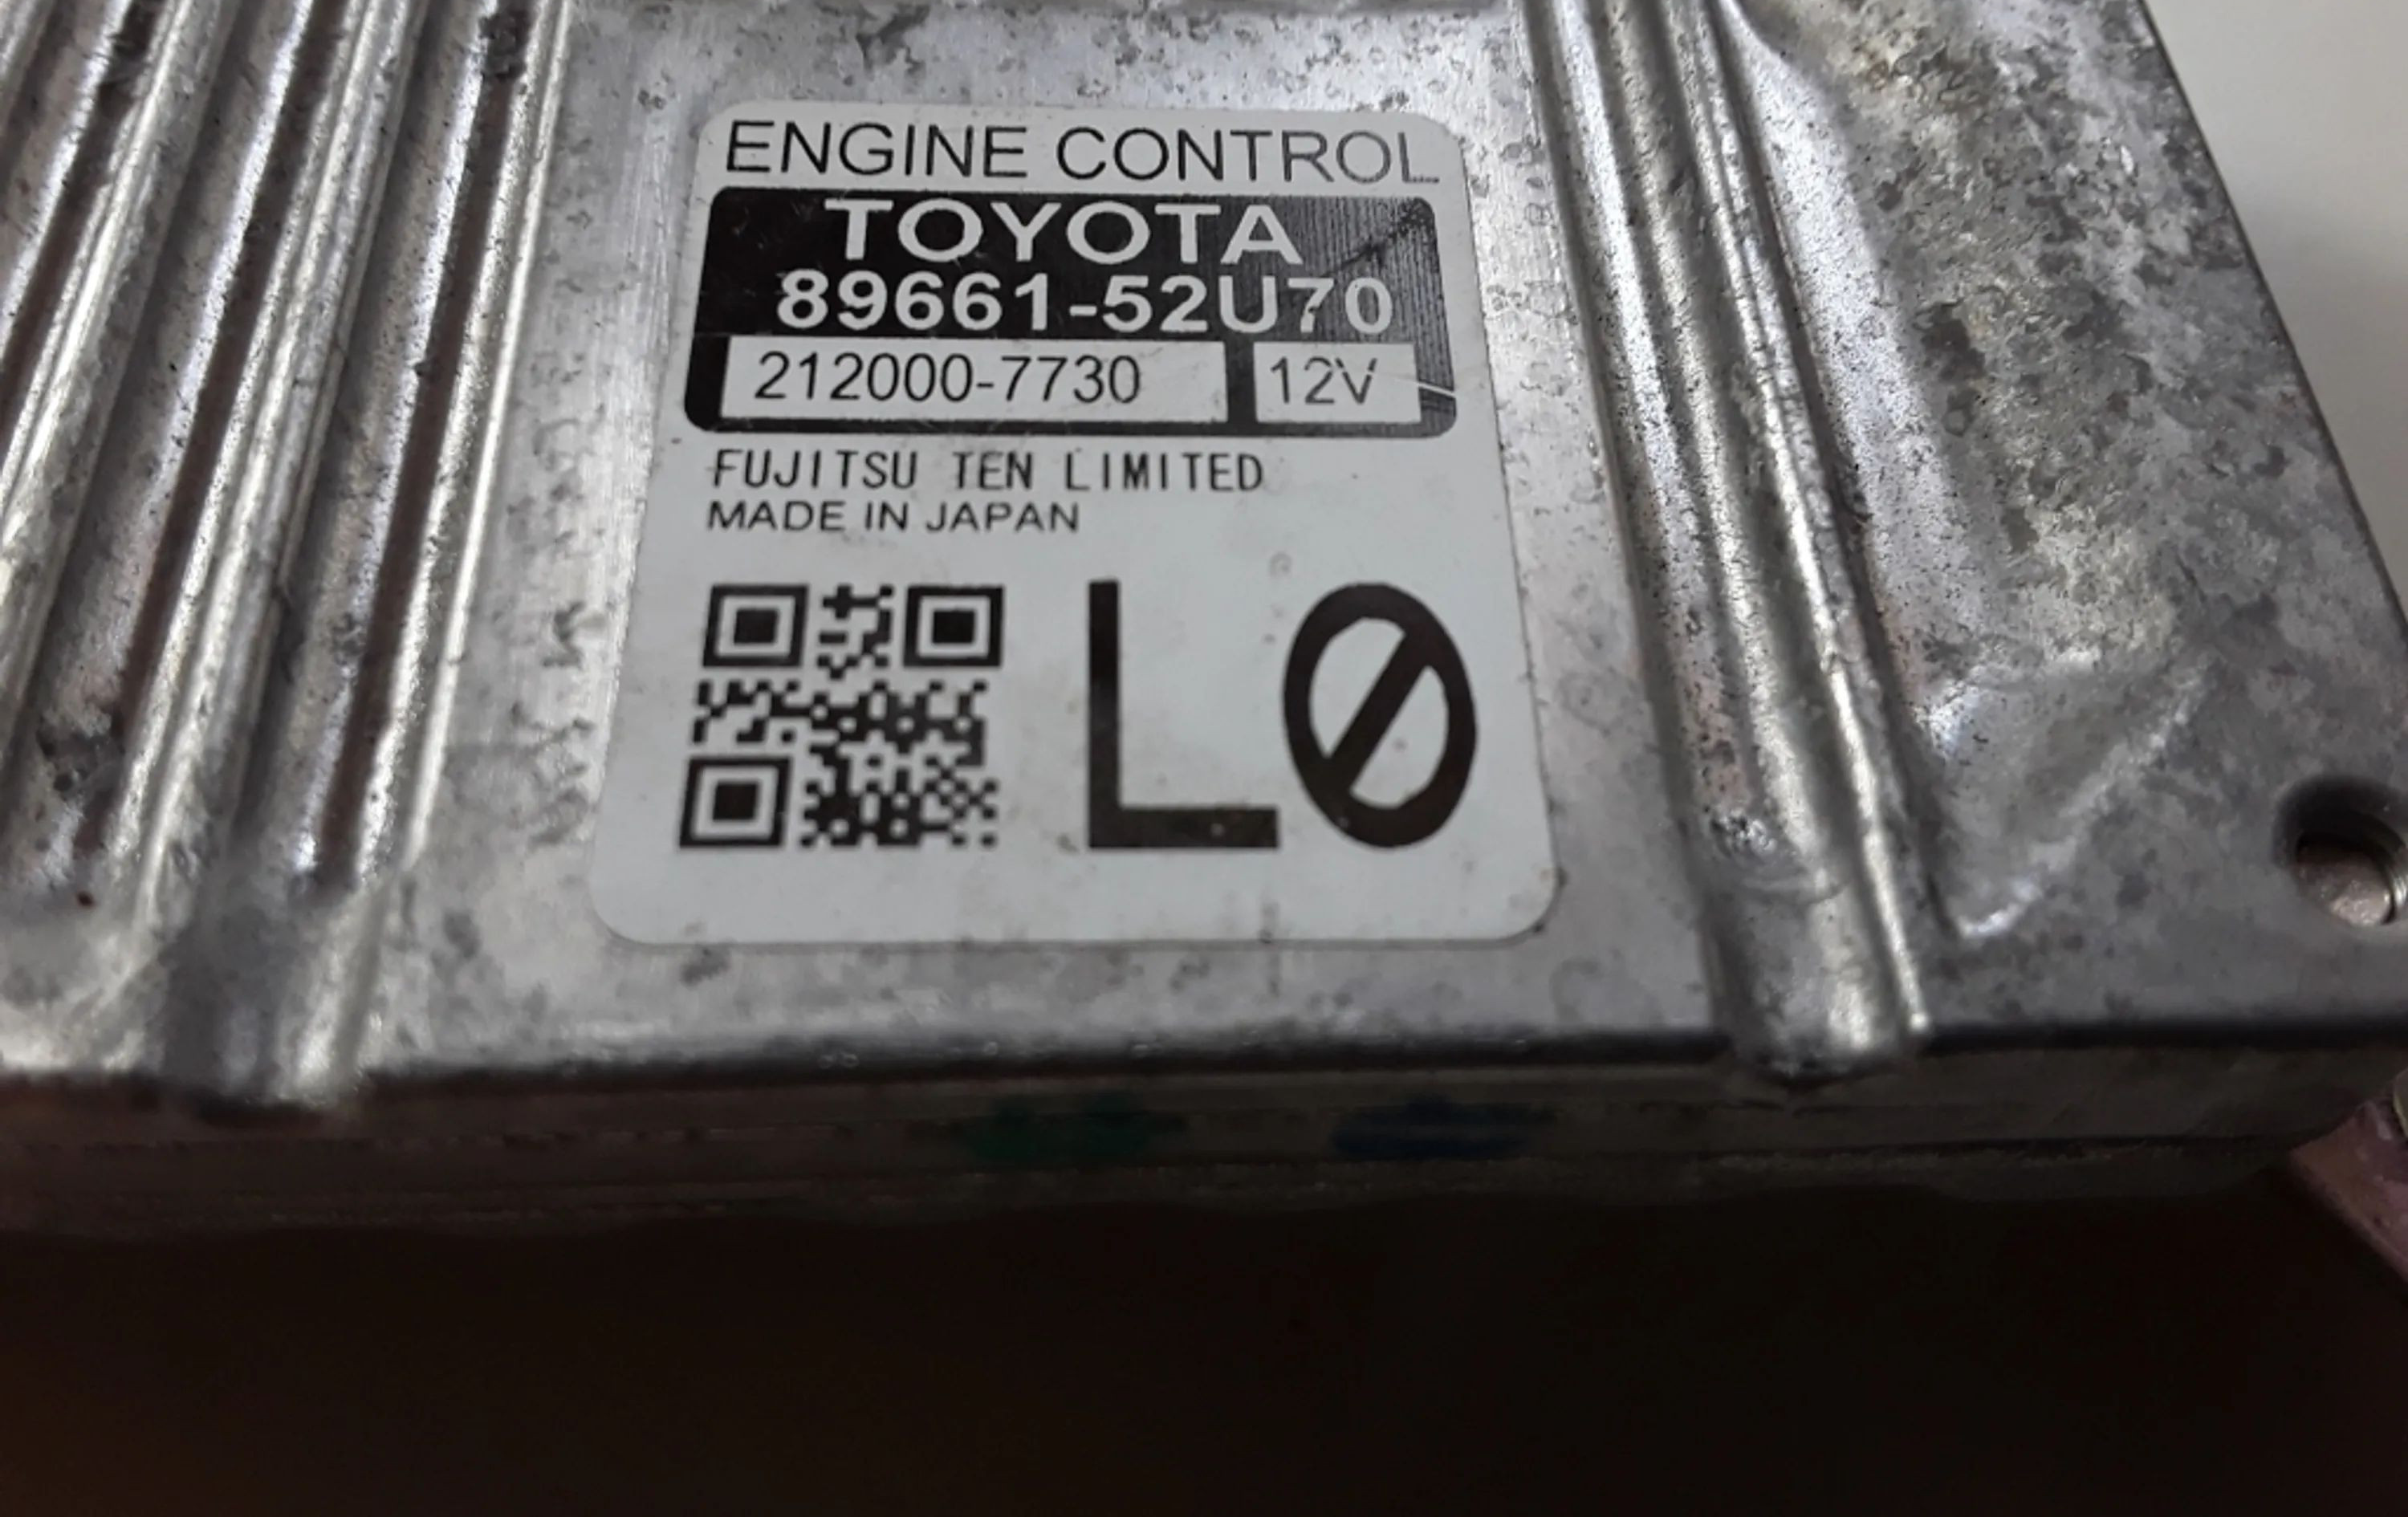 ENGINE CONTROL
TOYOTA
89661-52U70
212000-7730 12V
FUJITSU TEN LIMITED
MADE IN JAPAN
L0